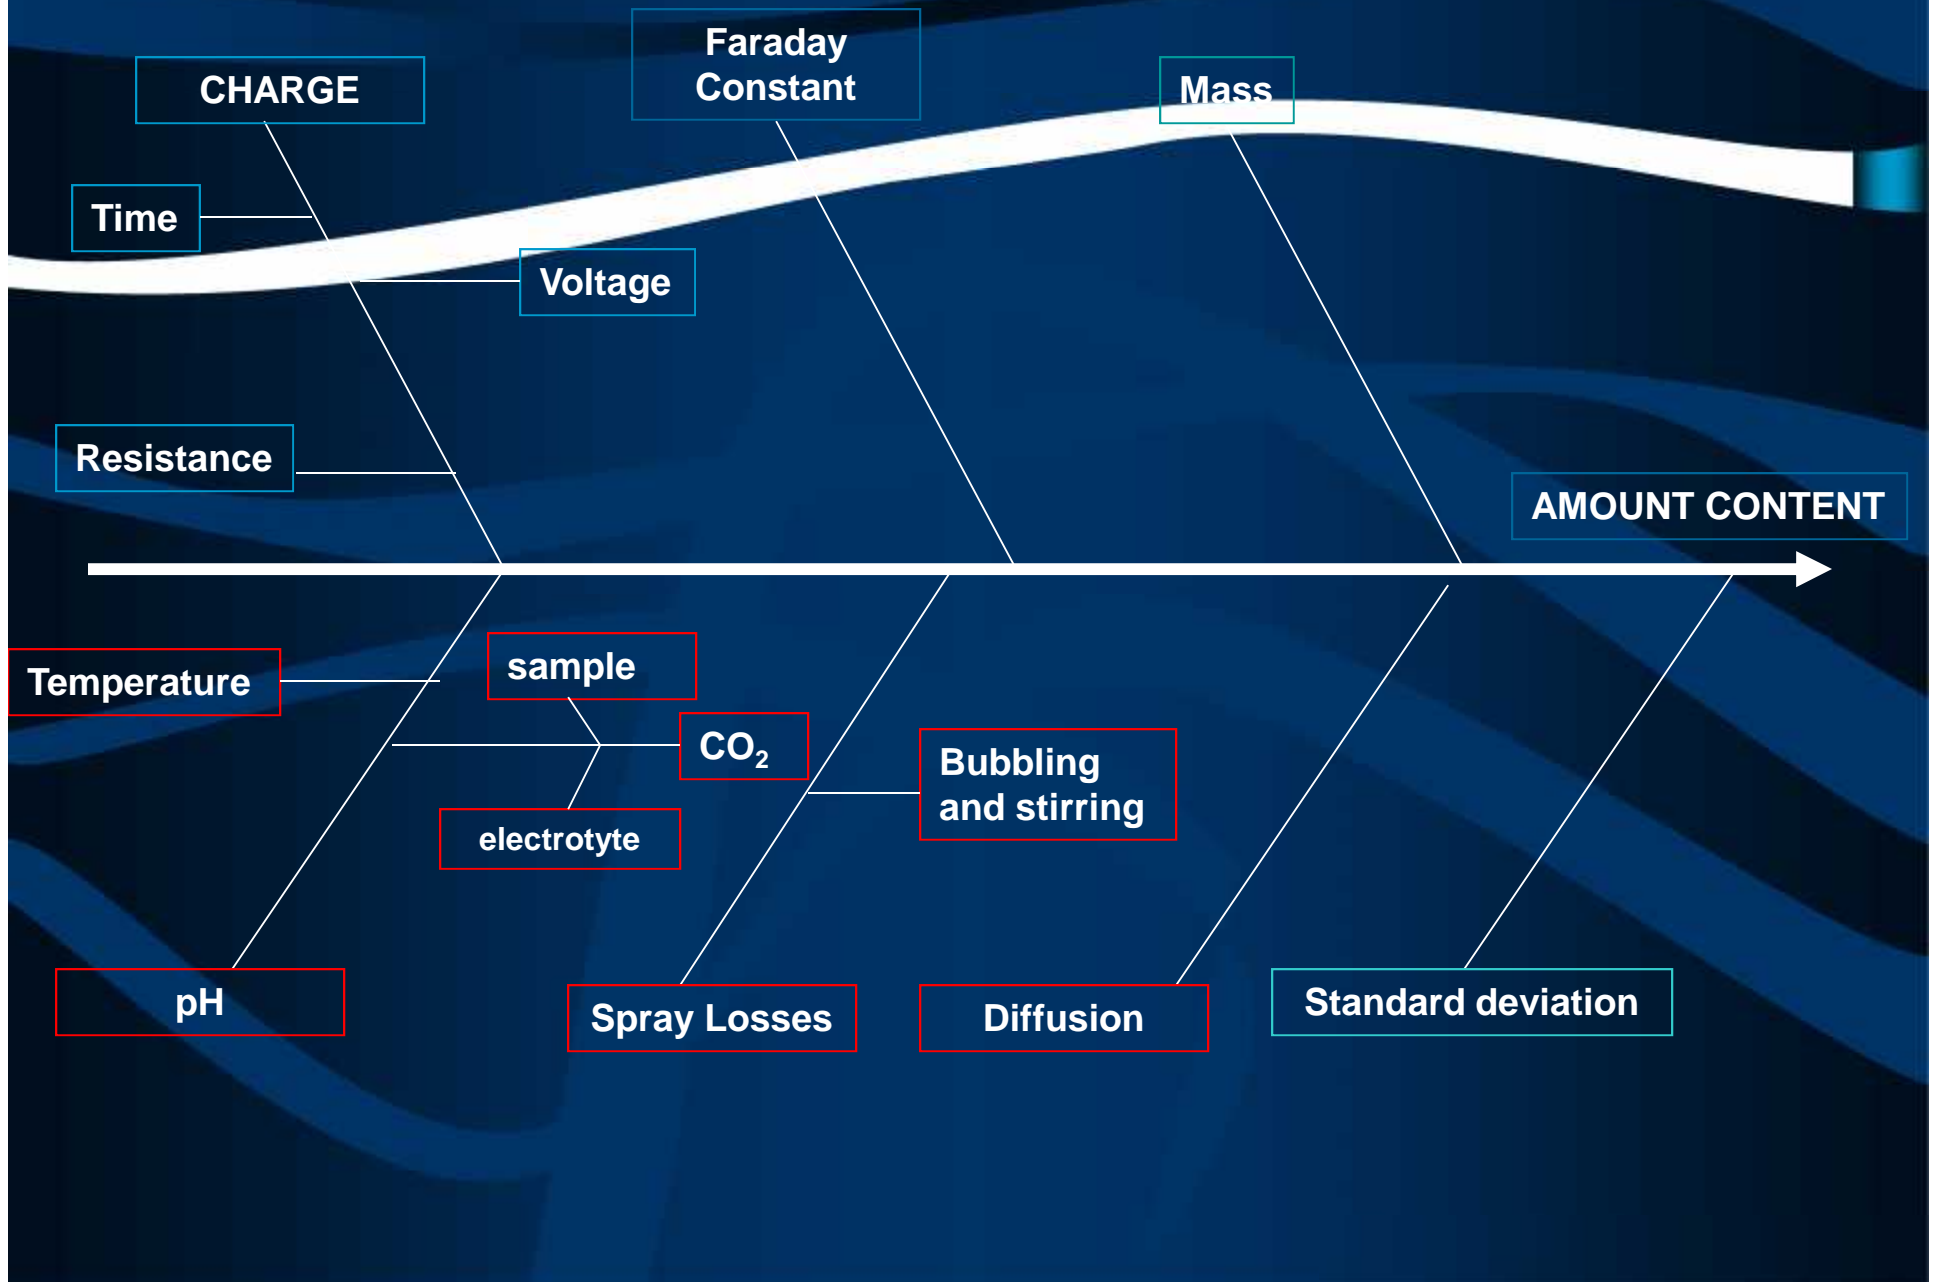 Faraday
Constant
CHARGE
Mass
Time
Voltage
Resistance
AMOUNT CONTENT
Temperature
sample
CO₂
Bubbling
and stirring
electrotyte
pH
Spray Losses
Diffusion
Standard deviation